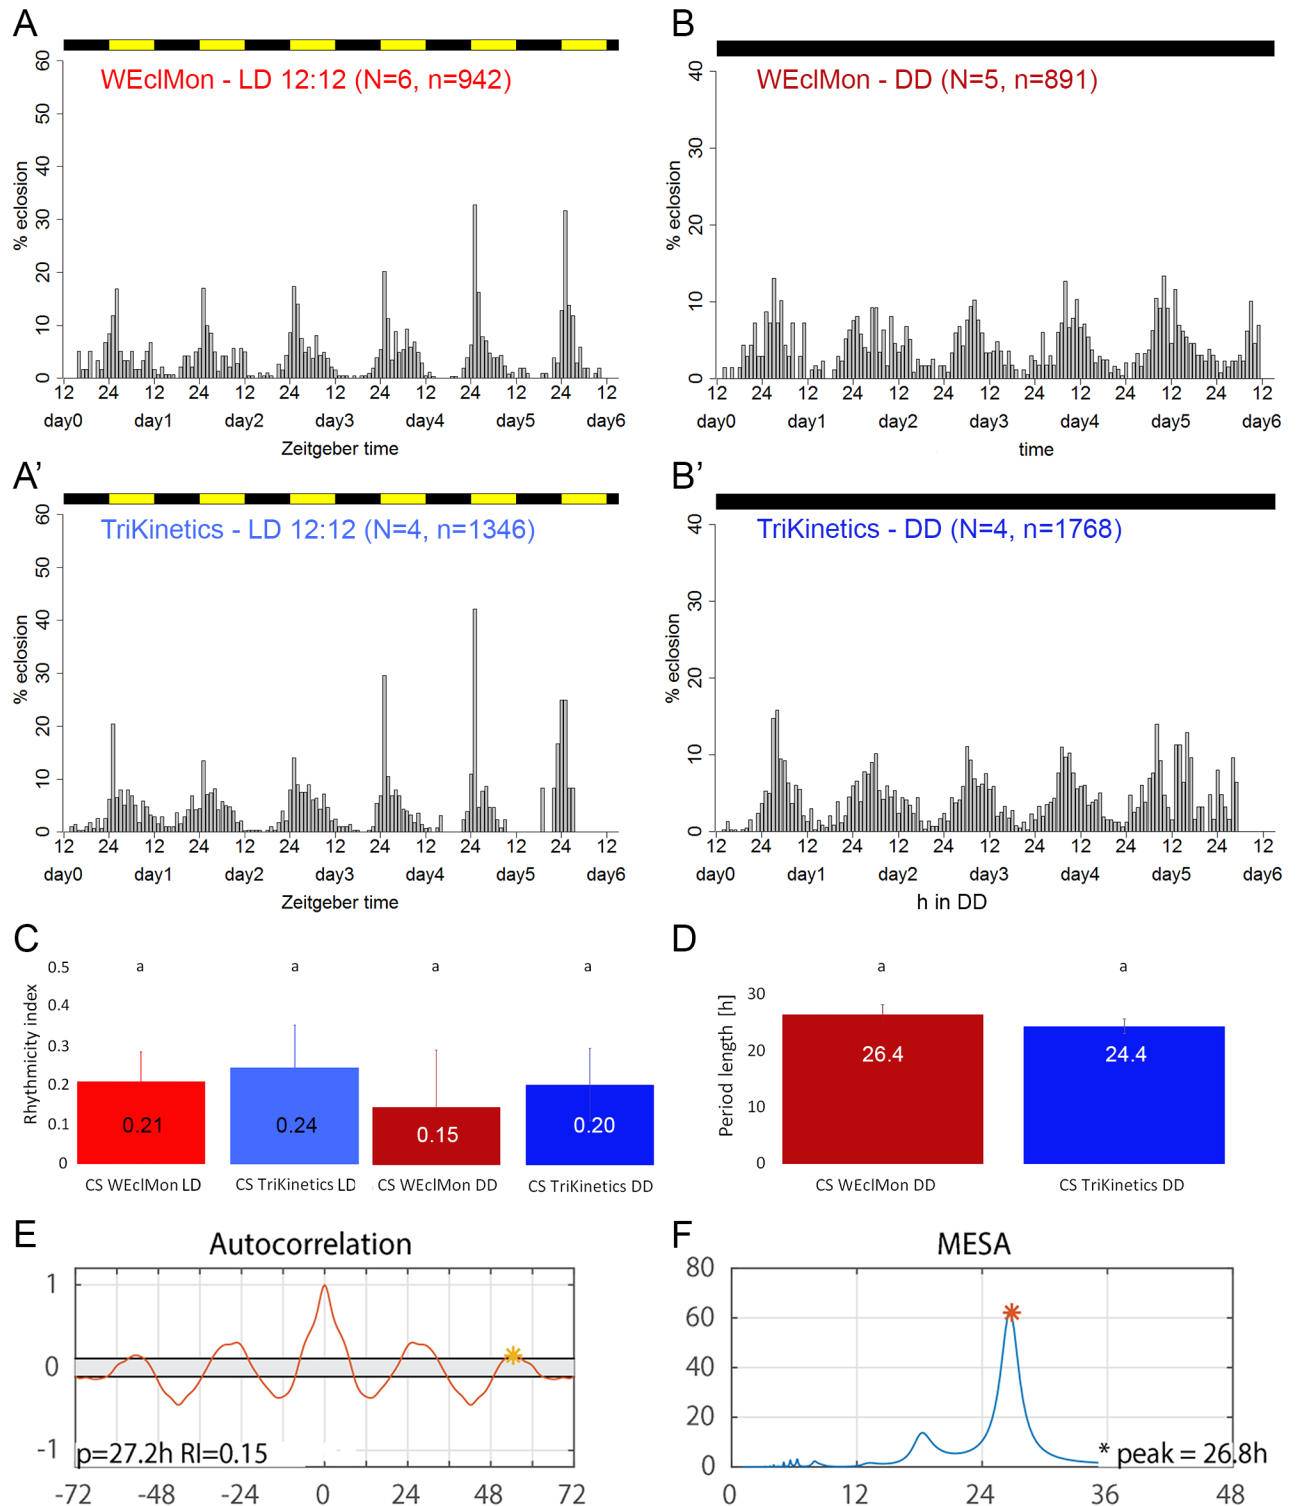 A
WEclMon - LD 12:12 (N=6, n=942)
% eclosion
60
50
40
30
20
10
0
12 24 12 24 12 24 12 24 12 24 12 24 12
day0 day1 day2 day3 day4 day5 day6
Zeitgeber time
B
WEclMon - DD (N=5, n=891)
% eclosion
40
30
20
10
0
12 24 12 24 12 24 12 24 12 24 12 24 12
day0 day1 day2 day3 day4 day5 day6
time
A’
TriKinetics - LD 12:12 (N=4, n=1346)
% eclosion
60
50
40
30
20
10
0
12 24 12 24 12 24 12 24 12 24 12 24 12
day0 day1 day2 day3 day4 day5 day6
Zeitgeber time
B’
TriKinetics - DD (N=4, n=1768)
% eclosion
40
30
20
10
0
12 24 12 24 12 24 12 24 12 24 12 24 12
day0 day1 day2 day3 day4 day5 day6
h in DD
C
Rhythmicity index
0.5
0.4
0.3
0.2
0.1
0
a a a a
0.21 0.24 0.15 0.20
CS WEclMon LD CS TriKinetics LD CS WEclMon DD CS TriKinetics DD
D
Period length [h]
30
20
10
0
a a
26.4 24.4
CS WEclMon DD CS TriKinetics DD
E
Autocorrelation
1
0
-1
p=27.2h RI=0.15
-72 -48 -24 0 24 48 72
F
MESA
80
60
40
20
0
* peak = 26,8h
0 12 24 36 48